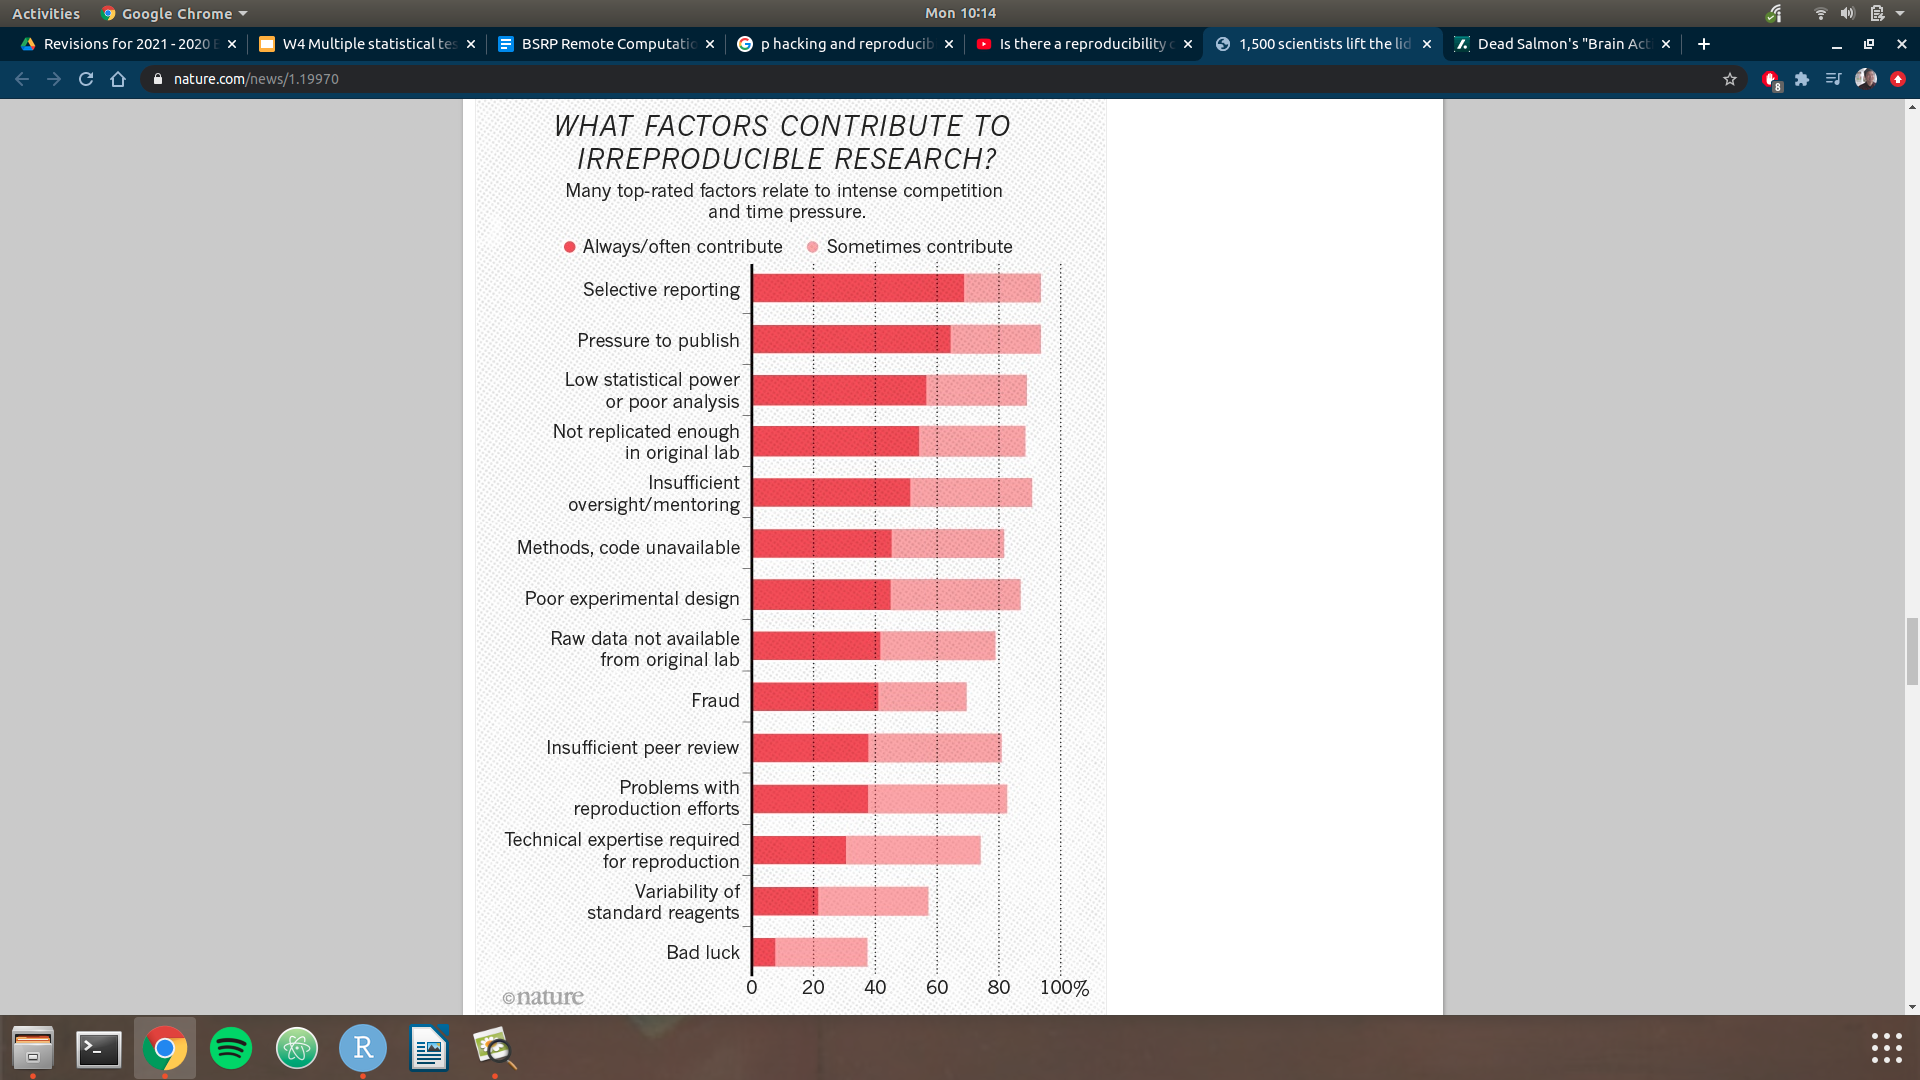 Activities
Google Chrome
Mon 10:14
Revisions for 2021 - 2020
W4 Multiple statistical tes
BSRP Remote Computatio
p hacking and reproducib
Is there a reproducibility
1,500 scientists lift the lid
Dead Salmon's "Brain Act
nature.com/news/1.19970
8
WHAT FACTORS CONTRIBUTE TO
IRREPRODUCIBLE RESEARCH?
Many top-rated factors relate to intense competition
and time pressure.
Always/often contribute
Sometimes contribute
Selective reporting
Pressure to publish
Low statistical power
or poor analysis
Not replicated enough
in original lab
Insufficient
oversight/mentoring
Methods, code unavailable
Poor experimental design
Raw data not available
from original lab
Fraud
Insufficient peer review
Problems with
reproduction efforts
Technical expertise required
for reproduction
Variability of
standard reagents
Bad luck
0 20 40 60 80 100%
©nature
R